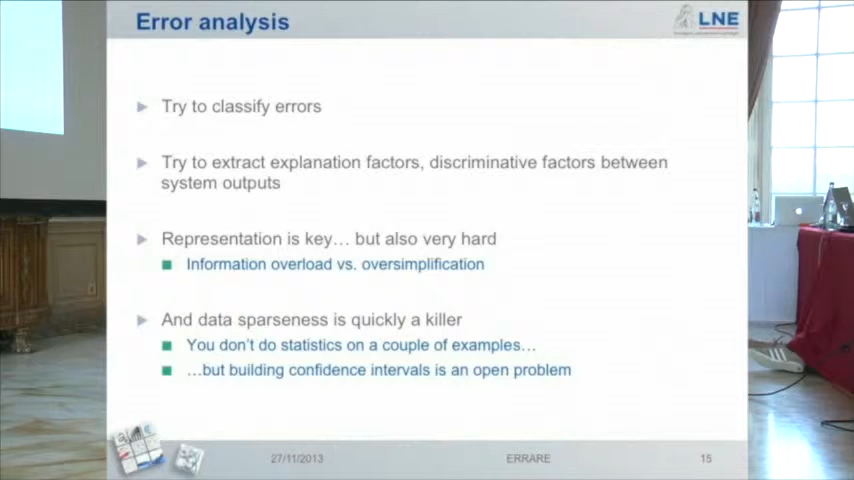 Error analysis
LNE
Try to classify errors
Try to extract explanation factors, discriminative factors between
system outputs
Representation is key… but also very hard
Information overload vs. oversimplification
And data sparseness is quickly a killer
You don't do statistics on a couple of examples…
…but building confidence intervals is an open problem
27/11/2013
ERRARE
15